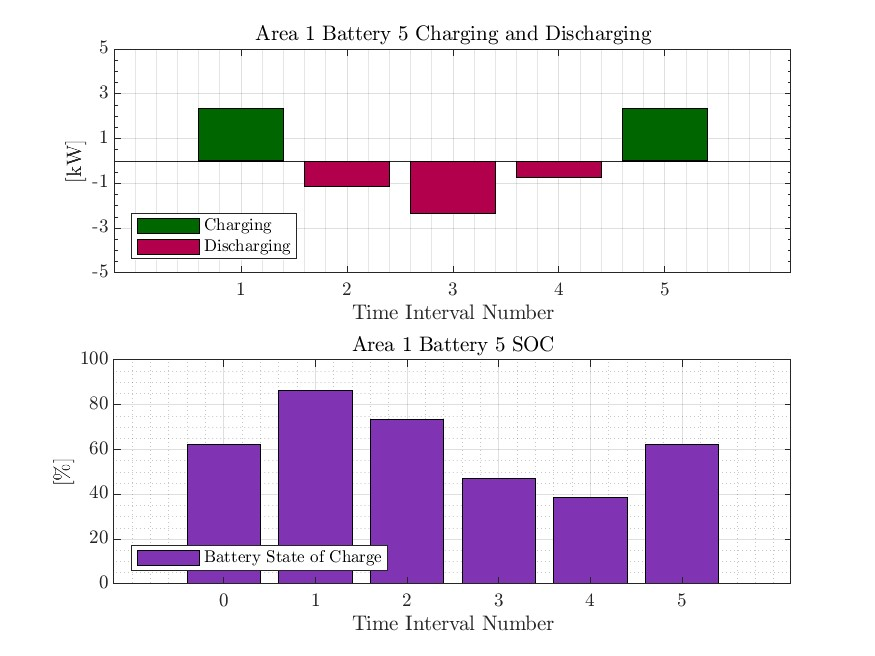 Area 1 Battery 5 Charging and Discharging
5
3
1
-1
-3
-5
[kW]
Charging
Discharging
1 2 3 4 5
Time Interval Number
Area 1 Battery 5 SOC
100
80
60
40
20
0
[%]
Battery State of Charge
0 1 2 3 4 5
Time Interval Number